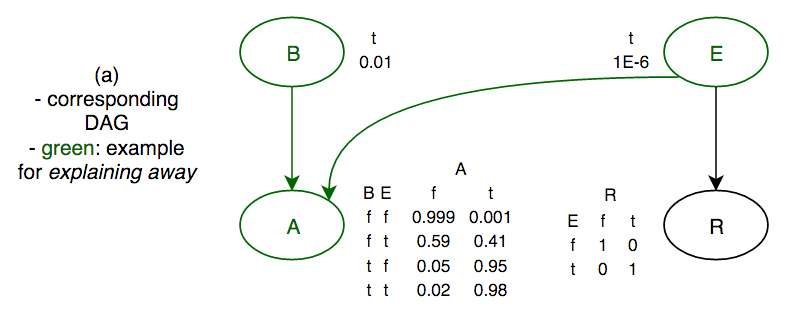 (a)
- corresponding
DAG
- green: example
for explaining away
B
t
0.01
t
1E-6
E
A
A
B E f t
f f 0.999 0.001
f t 0.59 0.41
t f 0.05 0.95
t t 0.02 0.98
R
E f t
f 1 0
t 0 1
R